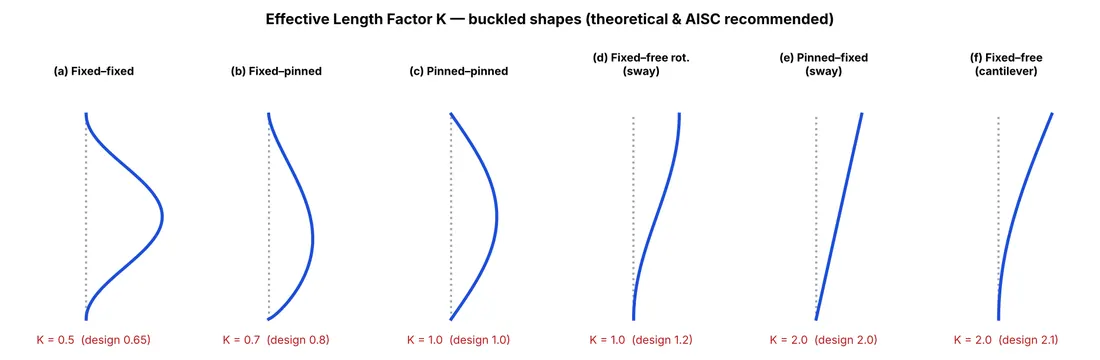 Effective Length Factor K — buckled shapes (theoretical & AISC recommended)
(a) Fixed–fixed
(b) Fixed–pinned
(c) Pinned–pinned
(d) Fixed–free rot.
(sway)
(e) Pinned–fixed
(sway)
(f) Fixed–free
(cantilever)
K = 0.5 (design 0.65)
K = 0.7 (design 0.8)
K = 1.0 (design 1.0)
K = 1.0 (design 1.2)
K = 2.0 (design 2.0)
K = 2.0 (design 2.1)